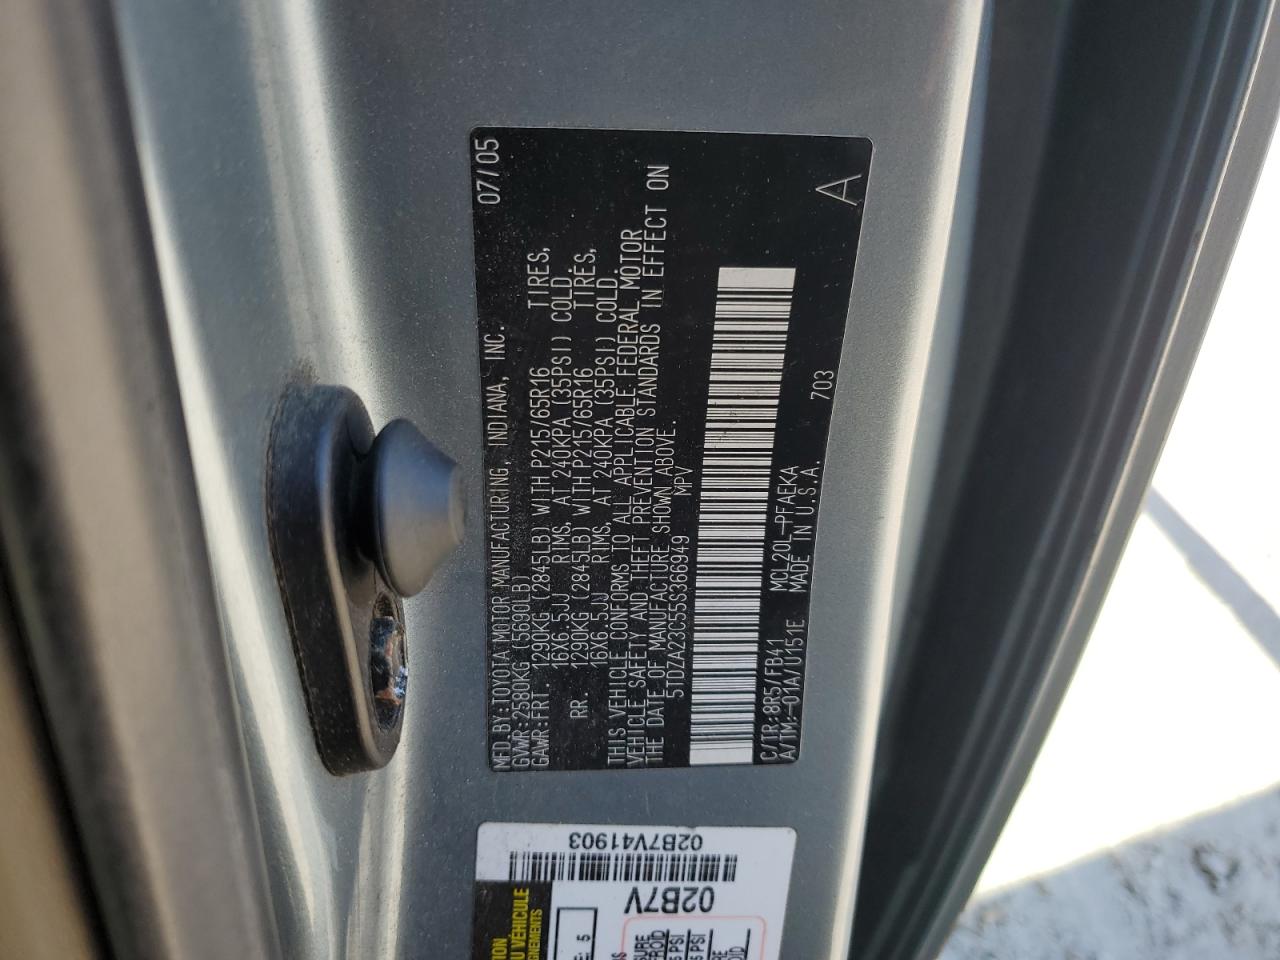 MFD BY:TOYOTA MOTOR MANUFACTURING, INDIANA, INC. 07/05
GVWR:2580KG (5690LB)
GAWR:FRT. 1290KG (2845LB) WITH P215/65R16 TIRES,
16X6.5JJ RIMS, AT 240KPA (35PSI) COLD.
RR. 1290KG (2845LB) WITH P215/65R16 TIRES,
16X6.5JJ RIMS, AT 240KPA (35PSI) COLD.
THIS VEHICLE CONFORMS TO ALL APPLICABLE FEDERAL MOTOR
VEHICLE SAFETY AND THEFT PREVENTION STANDARDS IN EFFECT ON
THE DATE OF MANUFACTURE SHOWN ABOVE.
5TDZA23C55S366949 MPV
C/TR:8R5/FB41 MCL20L-PFAEKA 703
A/TM:-01A/U151E MADE IN U.S.A. A
02B7V41903
02B7V
VEHICULE
5
PSI
PSI